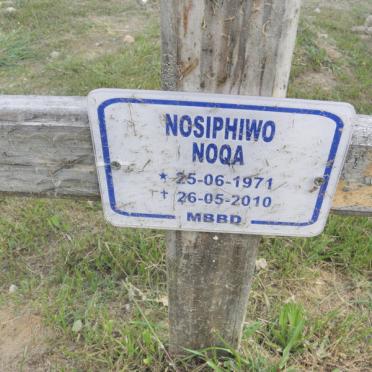 NOSIPHIWO
NOQA
* 25-06-1971
† 26-05-2010
MBBD